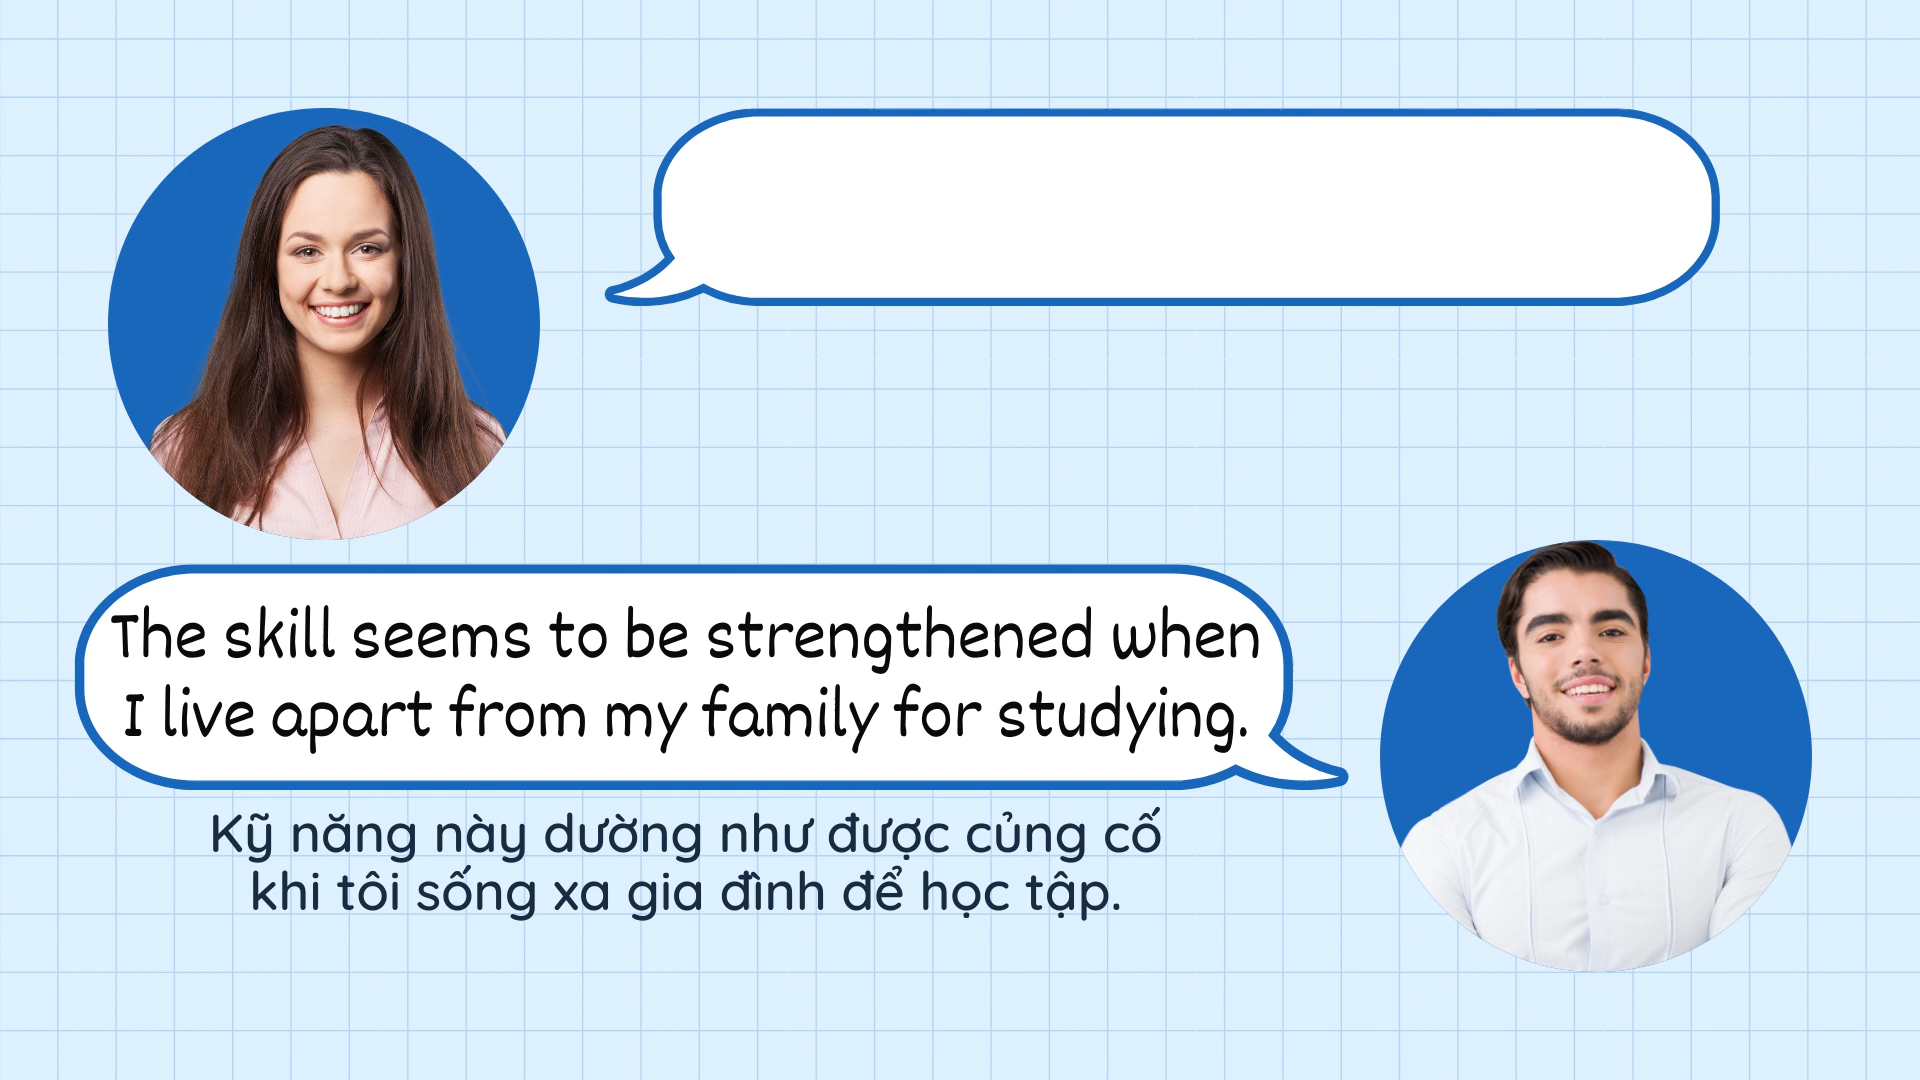 The skill seems to be strengthened when
I live apart from my family for studying.
Kỹ năng này dường như được củng cố
khi tôi sống xa gia đình để học tập.